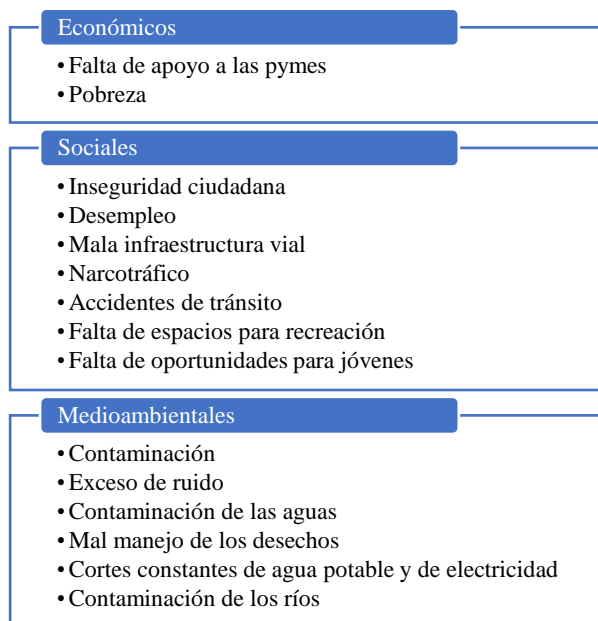 Económicos
• Falta de apoyo a las pymes
• Pobreza
Sociales
• Inseguridad ciudadana
• Desempleo
• Mala infraestructura vial
• Narcotráfico
• Accidentes de tránsito
• Falta de espacios para recreación
• Falta de oportunidades para jóvenes
Medioambientales
• Contaminación
• Exceso de ruido
• Contaminación de las aguas
• Mal manejo de los desechos
• Cortes constantes de agua potable y de electricidad
• Contaminación de los ríos